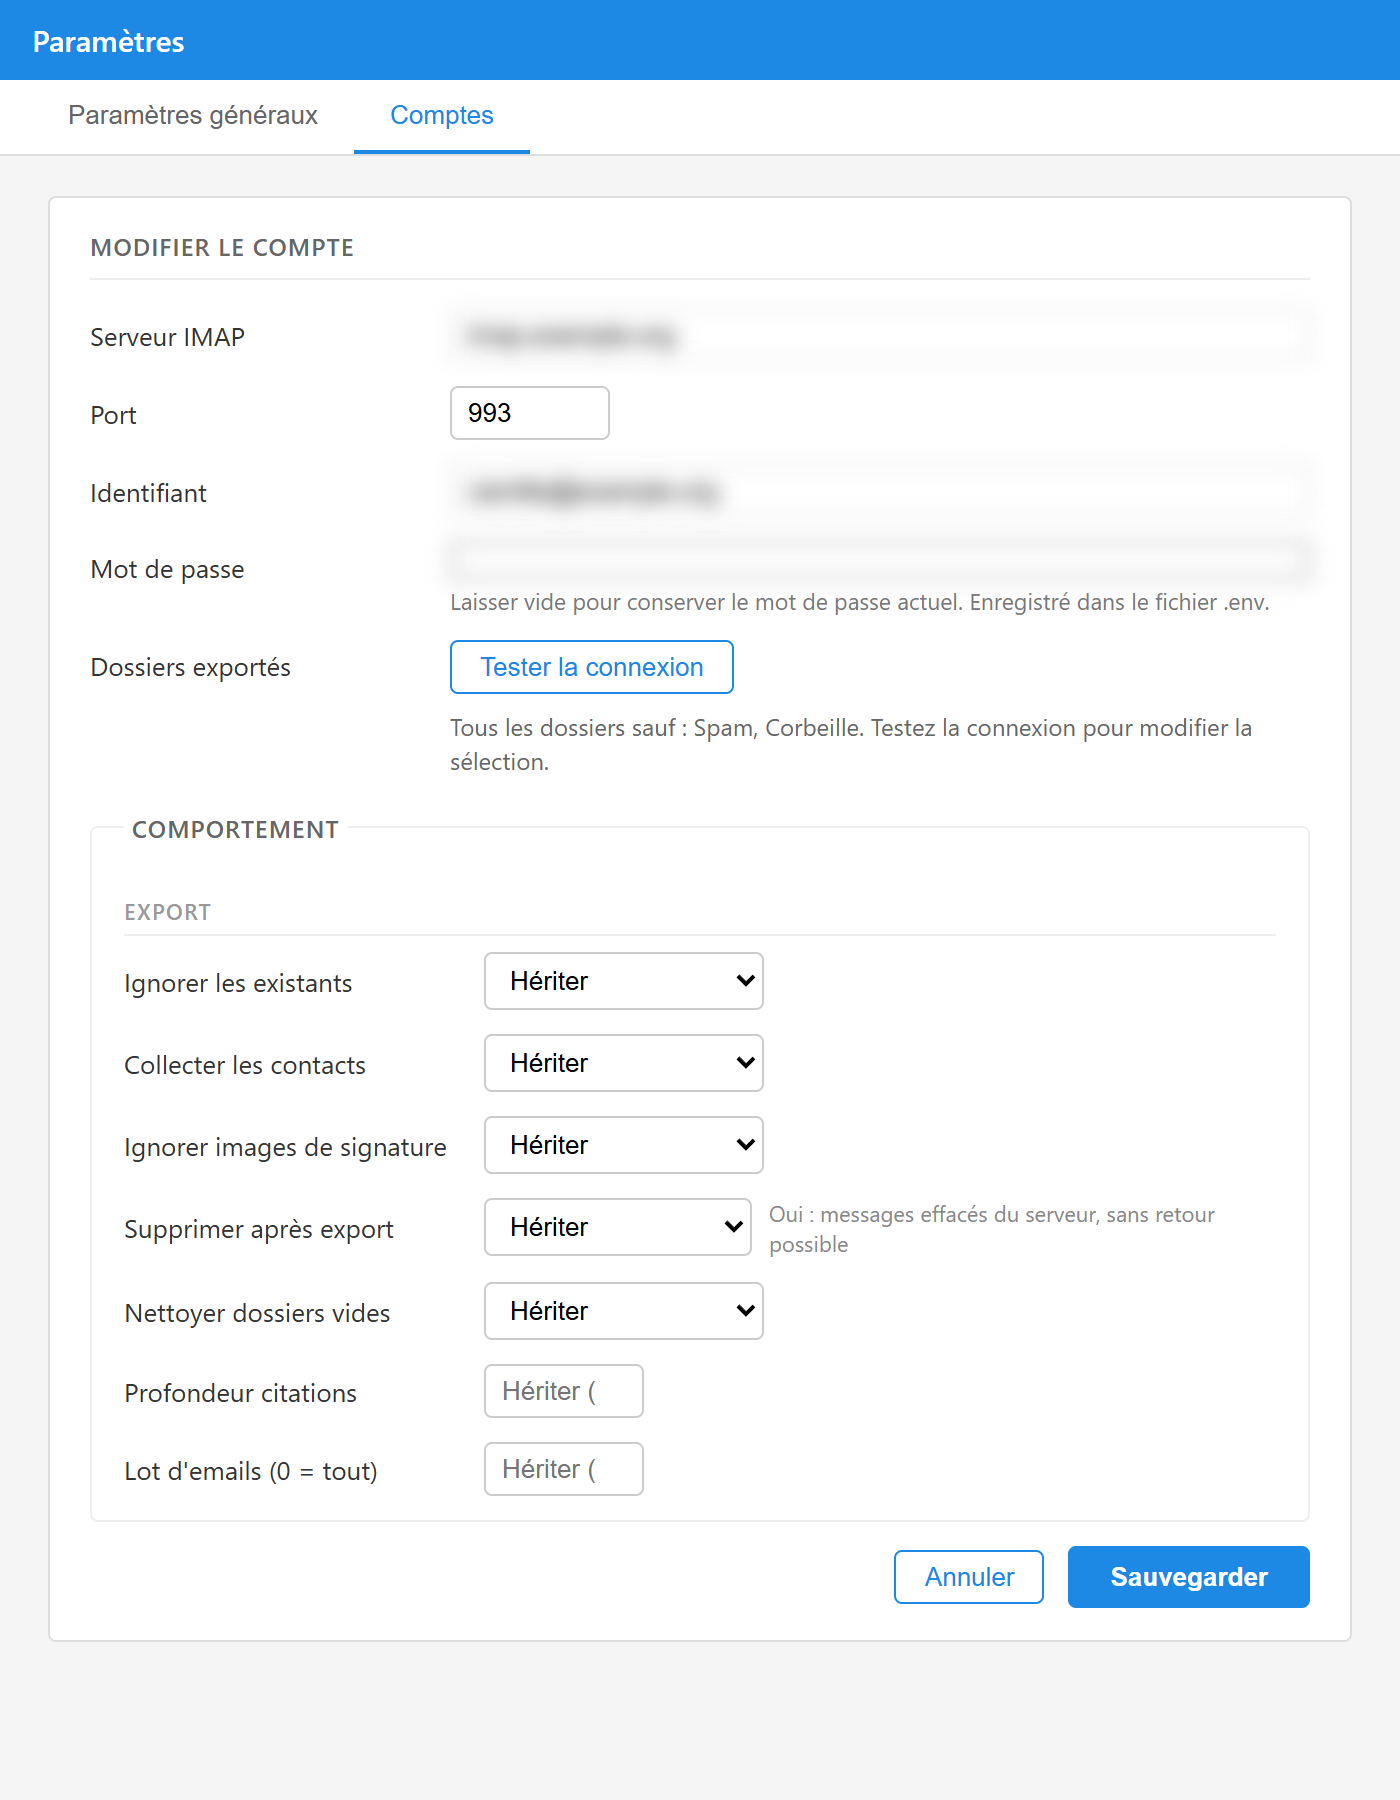 Paramètres
Paramètres généraux
Comptes
MODIFIER LE COMPTE
Serveur IMAP
Port
993
Identifiant
Mot de passe
Laisser vide pour conserver le mot de passe actuel. Enregistré dans le fichier .env.
Dossiers exportés
Tester la connexion
Tous les dossiers sauf : Spam, Corbeille. Testez la connexion pour modifier la
sélection.
COMPORTEMENT
EXPORT
Ignorer les existants
Hériter
Collecter les contacts
Hériter
Ignorer images de signature
Hériter
Supprimer après export
Hériter
Oui : messages effacés du serveur, sans retour
possible
Nettoyer dossiers vides
Hériter
Profondeur citations
Hériter (
Lot d'emails (0 = tout)
Hériter (
Annuler
Sauvegarder